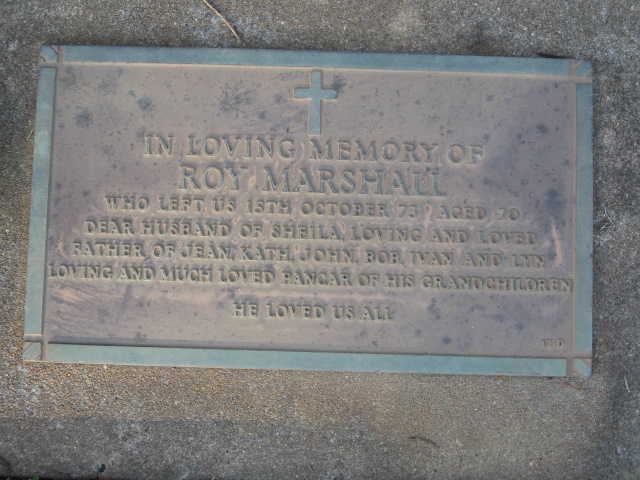 IN LOVING MEMORY OF
ROY MARSHALL
WHO LEFT US 15TH OCTOBER 73 AGED 70
DEAR HUSBAND OF SHEILA, LOVING AND LOVED
FATHER OF JEAN, KATH, JOHN, BOB, IVAN AND LYN
LOVING AND MUCH LOVED DANCAR OF HIS GRANDCHILDREN
HE LOVED US ALL